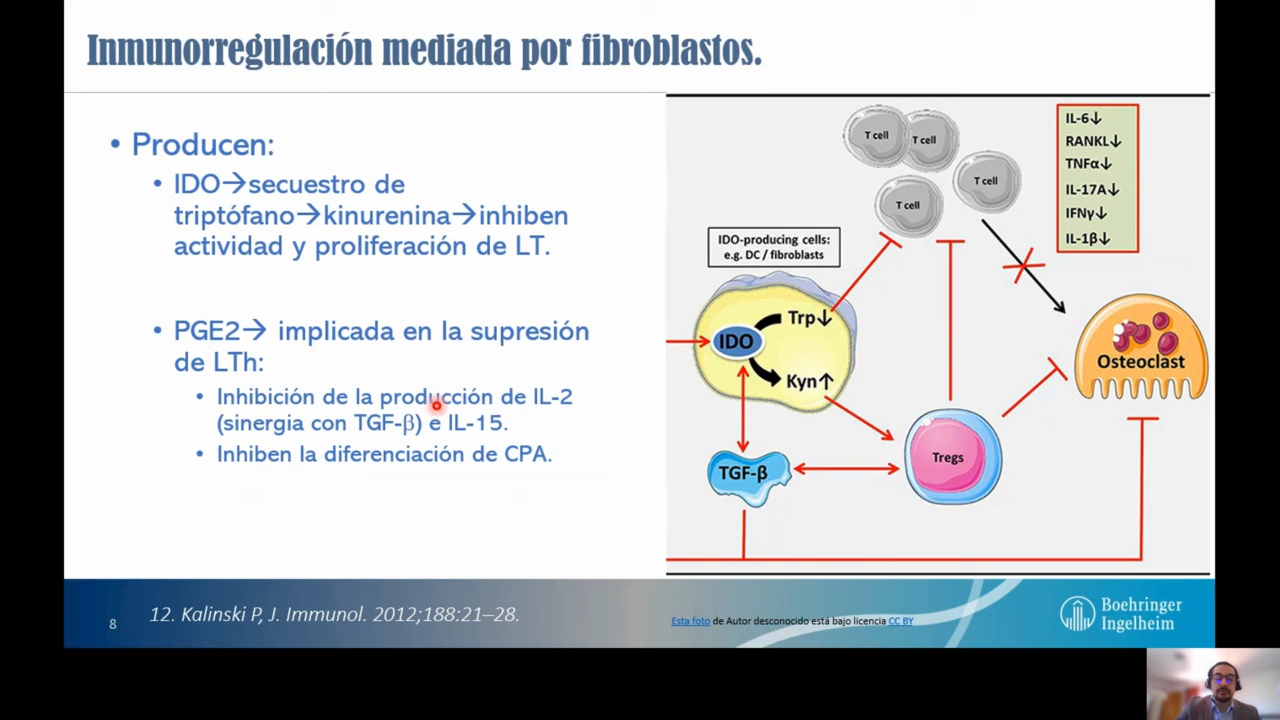 Inmunorregulación mediada por fibroblastos.
• Producen:
• IDO→secuestro de
triptófano→kinurenina→inhiben
actividad y proliferación de LT.
• PGE2→ implicada en la supresión
de LTh:
• Inhibición de la producción de IL-2
(sinergia con TGF-β) e IL-15.
• Inhiben la diferenciación de CPA.
T cell
T cell
T cell
T cell
IL-6↓
RANKL↓
TNFα↓
IL-17A↓
IFNγ↓
IL-1β↓
IDO-producing cells:
e.g. DC / fibroblasts
Trp↓
IDO
Kyn↑
Osteoclast
TGF-β
Tregs
8
12. Kalinski P, J. Immunol. 2012;188:21–28.
Esta foto de Autor desconocido está bajo licencia CC BY
Boehringer
Ingelheim